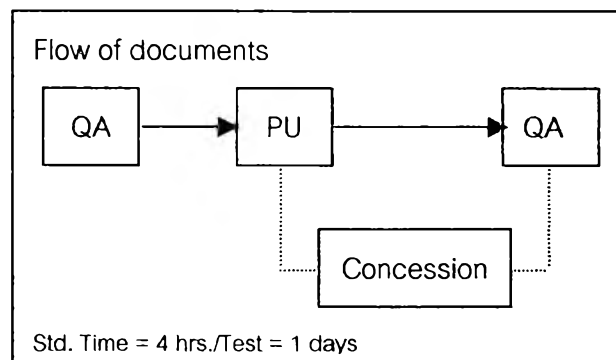 Flow of documents
QA PU QA
Concession
Std. Time = 4 hrs./Test = 1 days